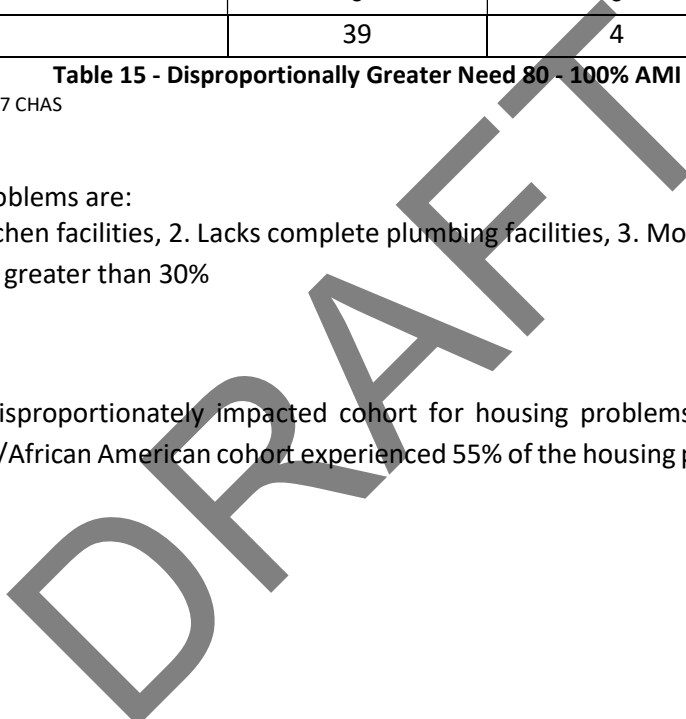 39 4
Table 15 - Disproportionally Greater Need 80 - 100% AMI
7 CHAS
oblems are:
chen facilities, 2. Lacks complete plumbing facilities, 3. Mo
greater than 30%
isproportionately impacted cohort for housing problems
/African American cohort experienced 55% of the housing p
DRAFT